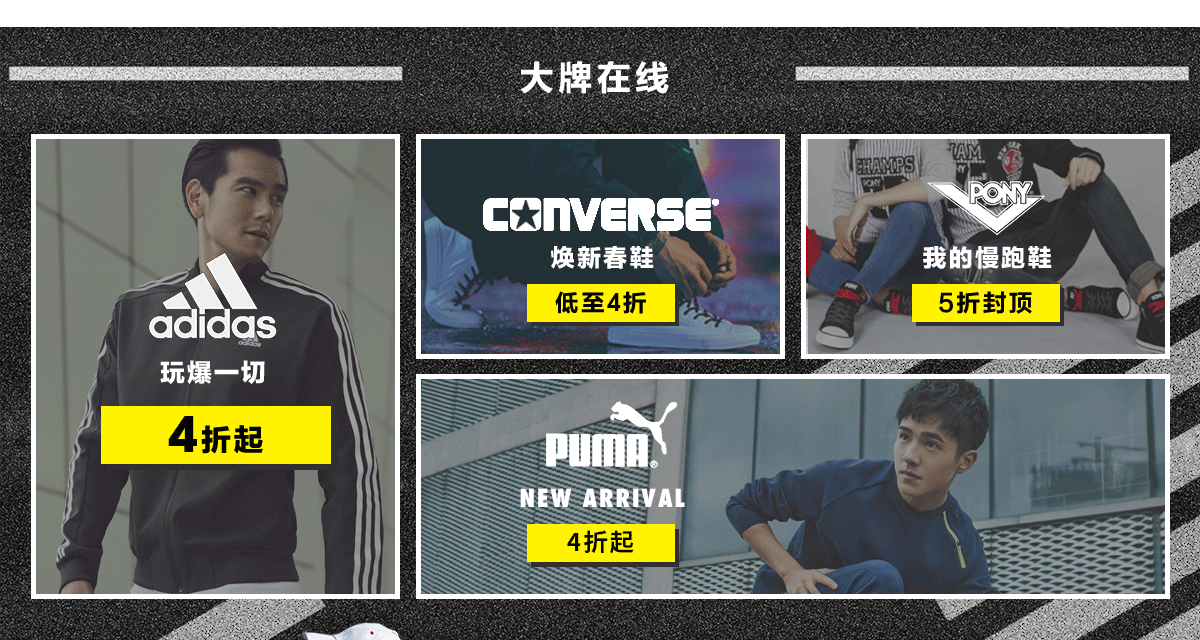 大牌在线
adidas
玩爆一切
4折起
CONVERSE
焕新春鞋
低至4折
CHAMPS
PONY
我的慢跑鞋
5折封顶
PUMA®
NEW ARRIVAL
4折起